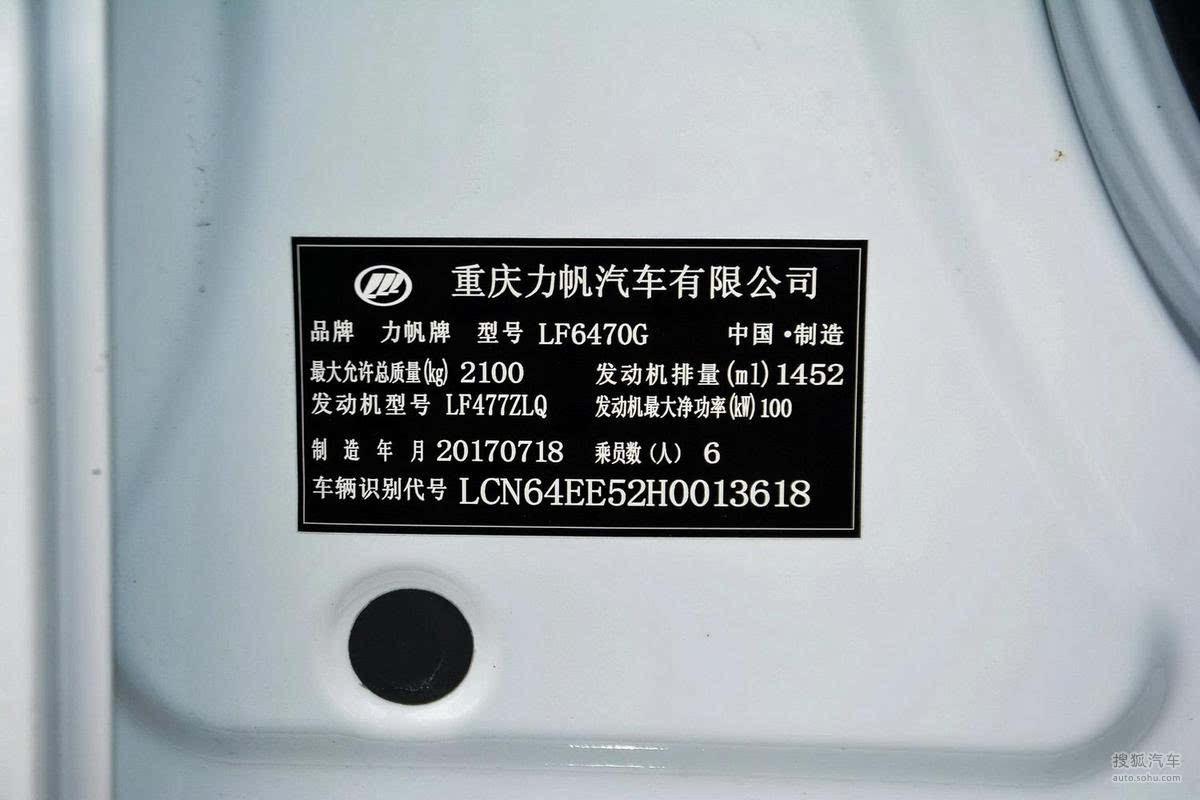 重庆力帆汽车有限公司
品牌 力帆牌 型号 LF6470G 中国·制造
最大允许总质量(kg) 2100 发动机排量(ml) 1452
发动机型号 LF477ZLQ 发动机最大净功率(kW) 100
制造年月 20170718 乘员数(人) 6
车辆识别代号 LCN64EE52H0013618
搜狐汽车
auto.sohu.com